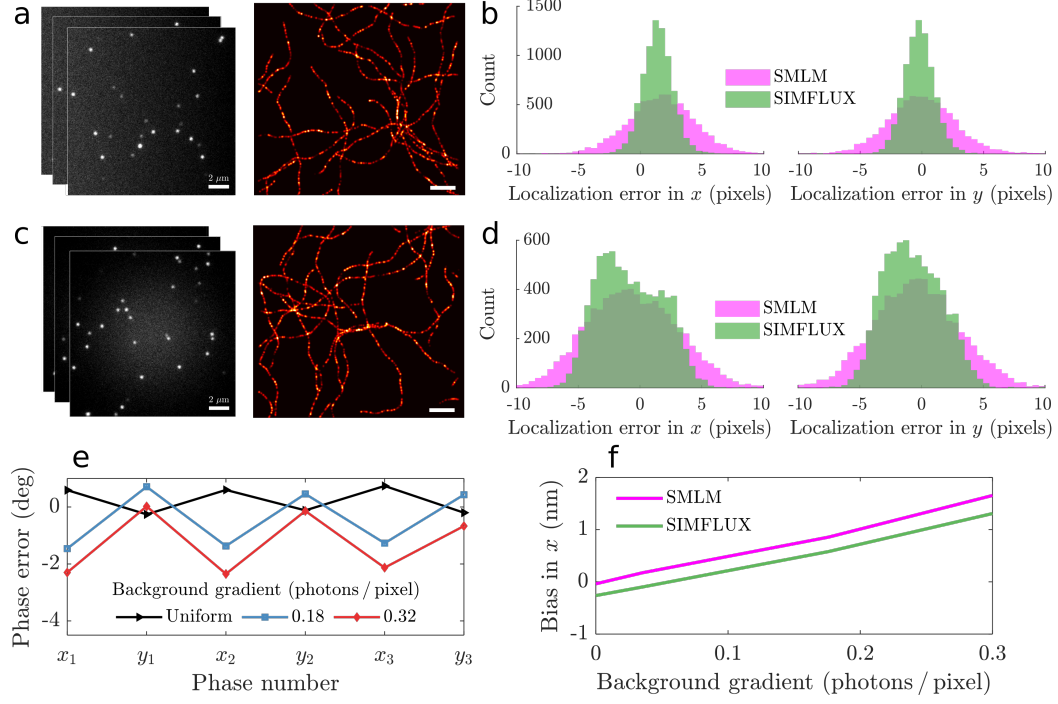 a
2 μm
b
1500
1000
500
0
Count
SMLM
SIMFLUX
-10 -5 0 5 10
-10 -5 0 5 10
Localization error in x (pixels)
Localization error in y (pixels)
c
2 μm
d
600
400
200
0
Count
SMLM
SIMFLUX
-10 -5 0 5 10
-10 -5 0 5 10
Localization error in x (pixels)
Localization error in y (pixels)
e
Phase error (deg)
0
-2
-4
Background gradient (photons / pixel)
Uniform 0.18 0.32
x₁ y₁ x₂ y₂ x₃ y₃
Phase number
f
Bias in x (nm)
2
1
0
-1
SMLM
SIMFLUX
0 0.1 0.2 0.3
Background gradient (photons / pixel)